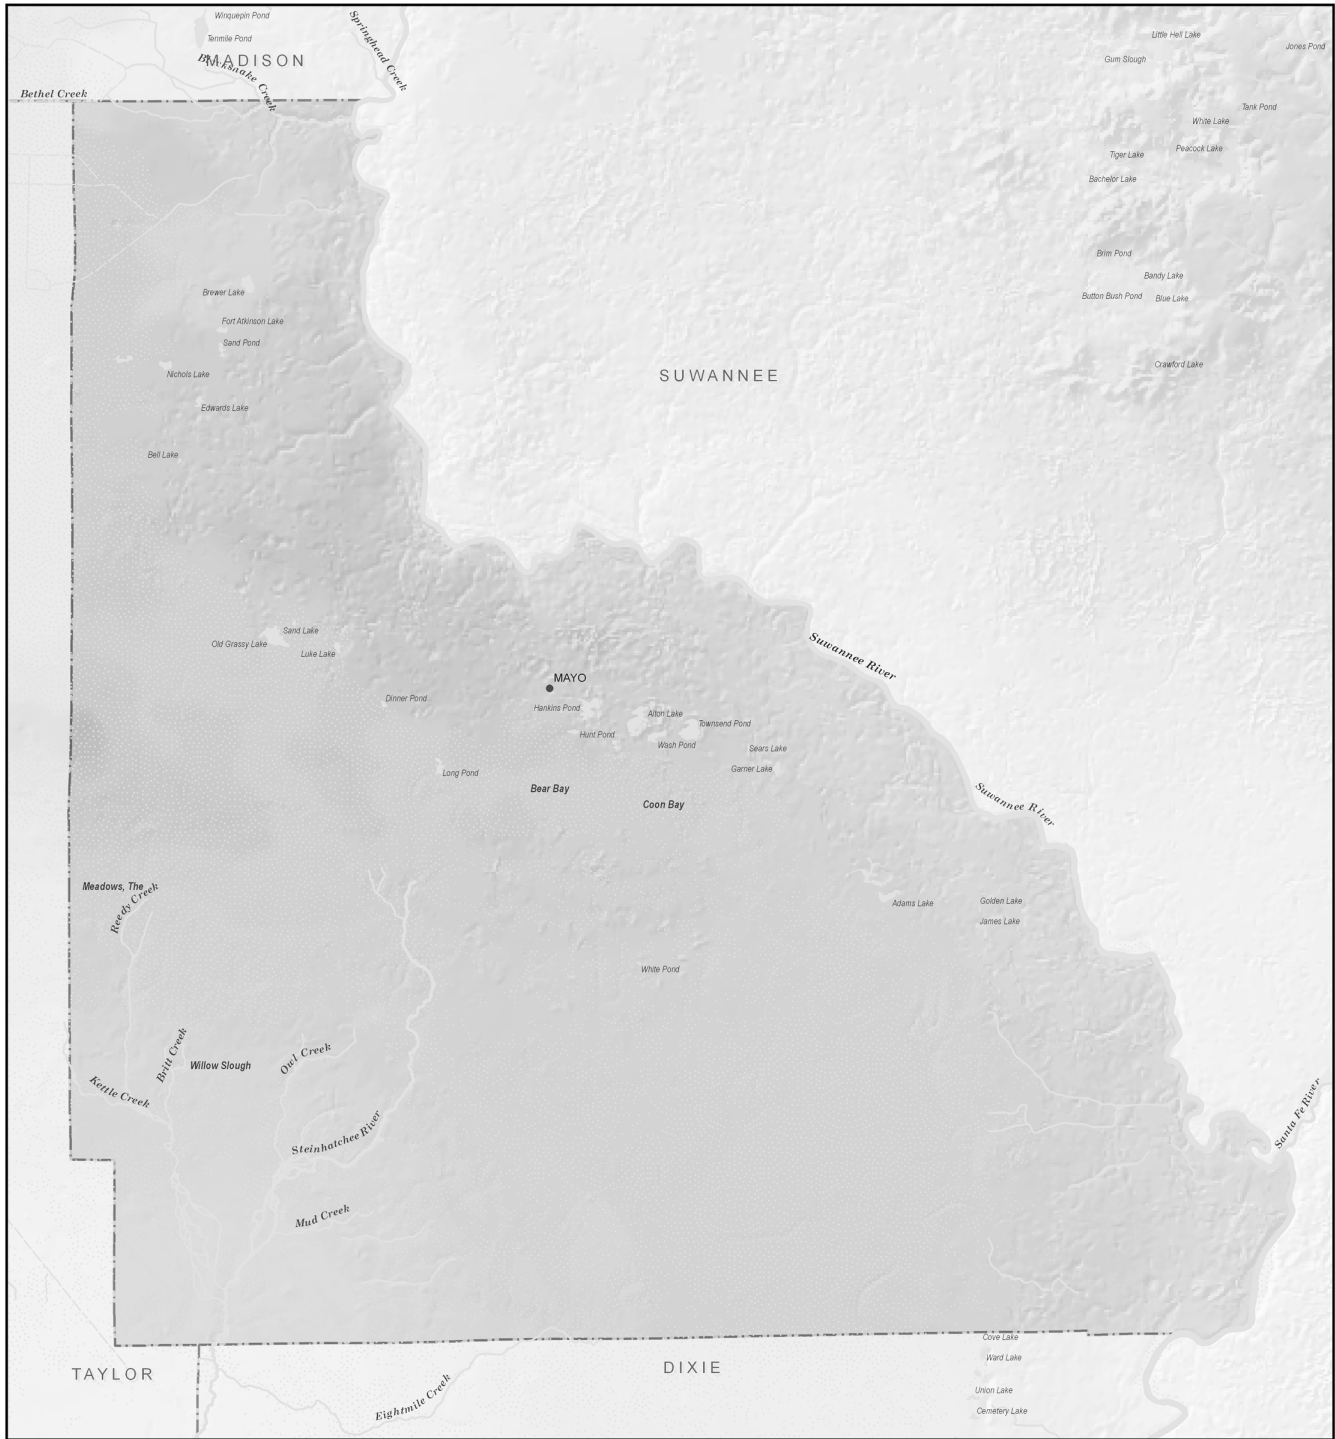 Winquepin Pond
Tenmile Pond
MADISON
Blacksnake Creek
Springhead Creek
Bethel Creek
Little Hell Lake
Jones Pond
Gum Slough
Tank Pond
White Lake
Peacock Lake
Tiger Lake
Bachelor Lake
Brim Pond
Bandy Lake
Button Bush Pond
Blue Lake
Crawford Lake
SUWANNEE
Brewer Lake
Fort Atkinson Lake
Sand Pond
Nichols Lake
Edwards Lake
Bell Lake
Sand Lake
Old Grassy Lake
Luke Lake
Suwannee River
MAYO
Dinner Pond
Hankins Pond
Alton Lake
Townsend Pond
Hunt Pond
Wash Pond
Sears Lake
Garner Lake
Long Pond
Bear Bay
Coon Bay
Suwannee River
Meadows, The
Reedy Creek
Adams Lake
Golden Lake
James Lake
White Pond
Britt Creek
Willow Slough
Owl Creek
Kettle Creek
Steinhatchee River
Santa Fe River
Mud Creek
Cove Lake
Ward Lake
TAYLOR
DIXIE
Union Lake
Eightmile Creek
Cemetery Lake